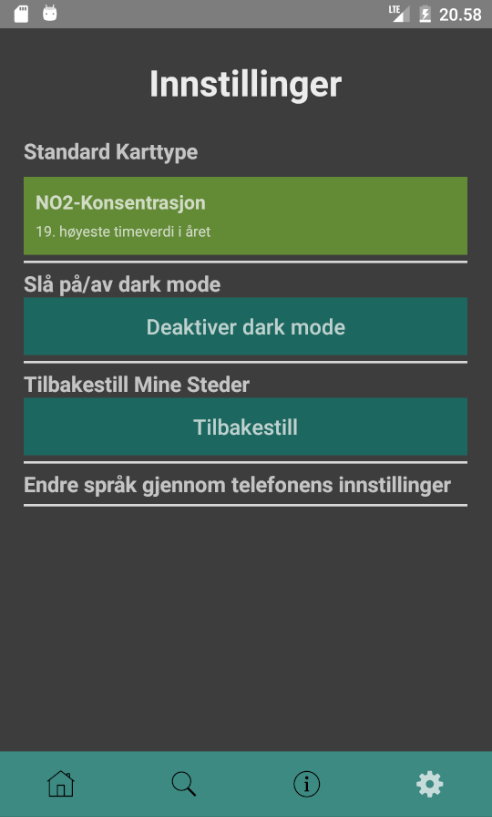 LTE 20.58
Innstillinger
Standard Karttype
NO2-Konsentrasjon
19. høyeste timeverdi i året
Slå på/av dark mode
Deaktiver dark mode
Tilbakestill Mine Steder
Tilbakestill
Endre språk gjennom telefonens innstillinger